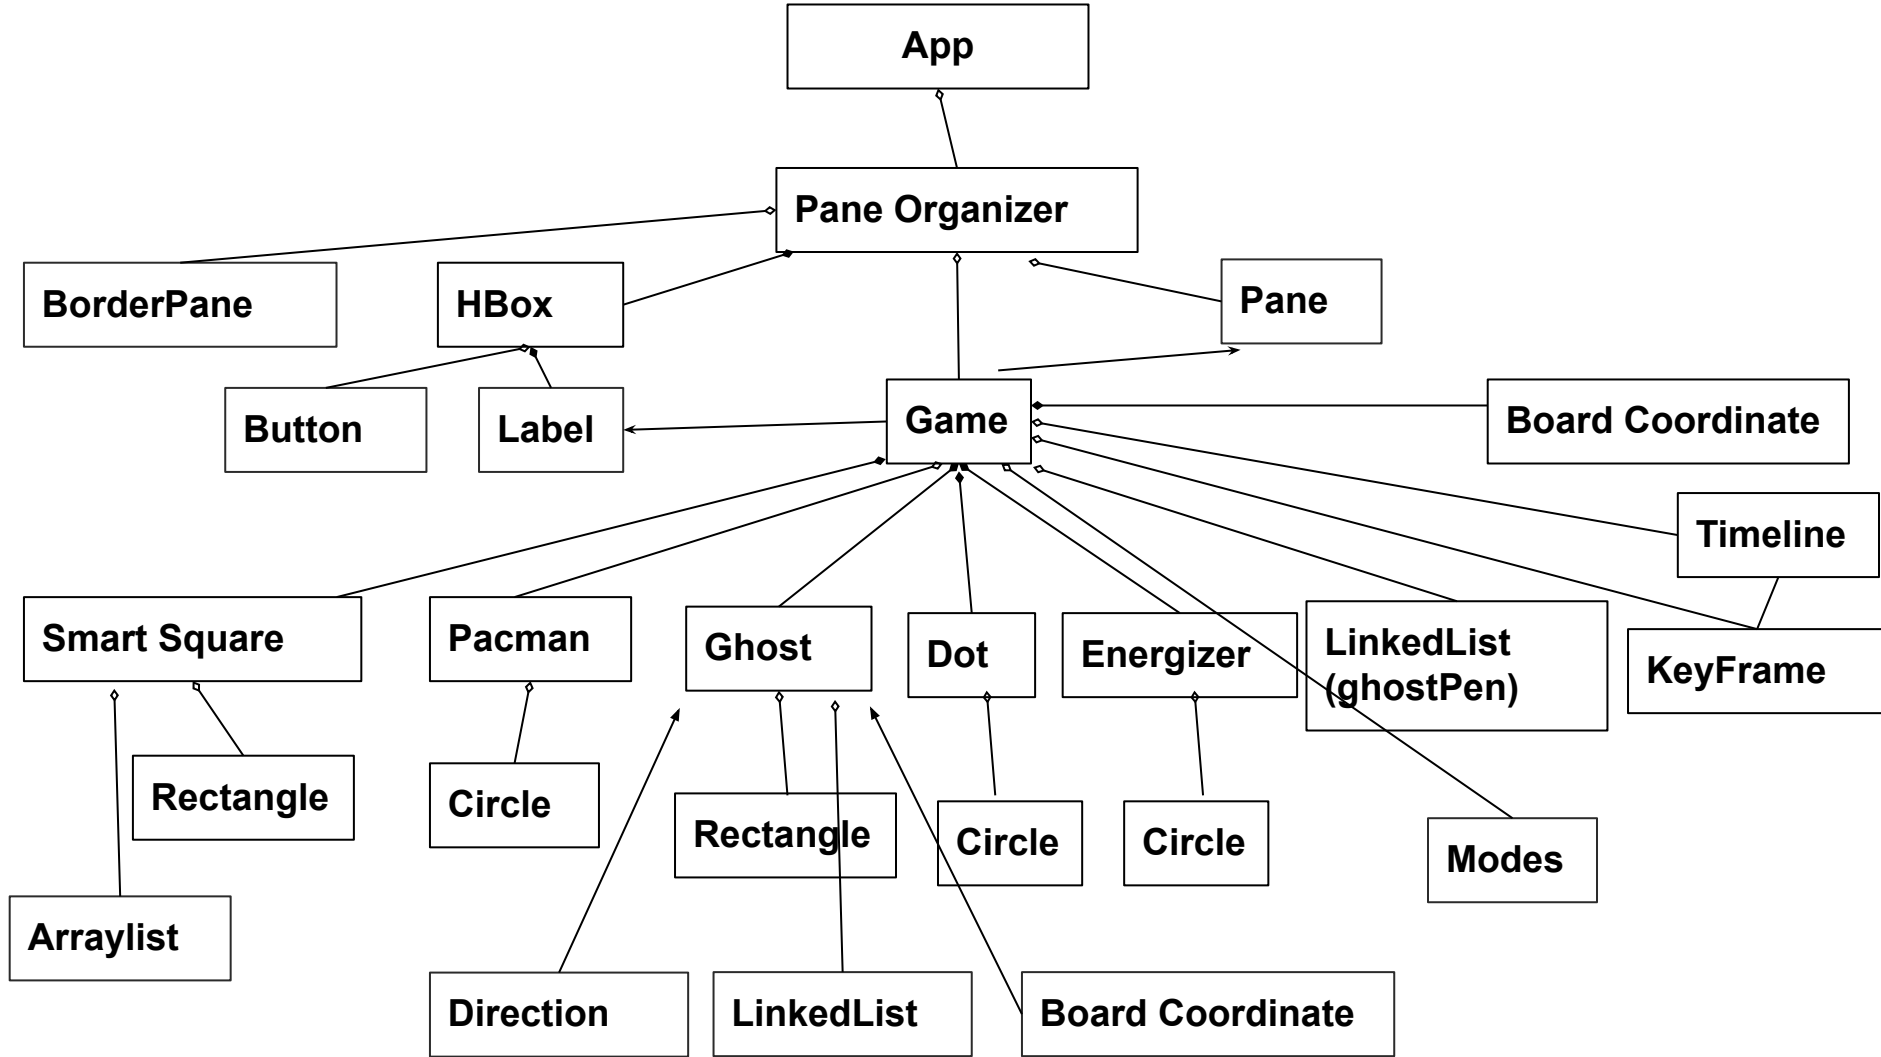 App
Pane Organizer
BorderPane
HBox
Pane
Button
Label
Game
Board Coordinate
Timeline
Smart Square
Pacman
Ghost
Dot
Energizer
LinkedList
(ghostPen)
KeyFrame
Rectangle
Circle
Rectangle
Circle
Circle
Modes
Arraylist
Direction
LinkedList
Board Coordinate